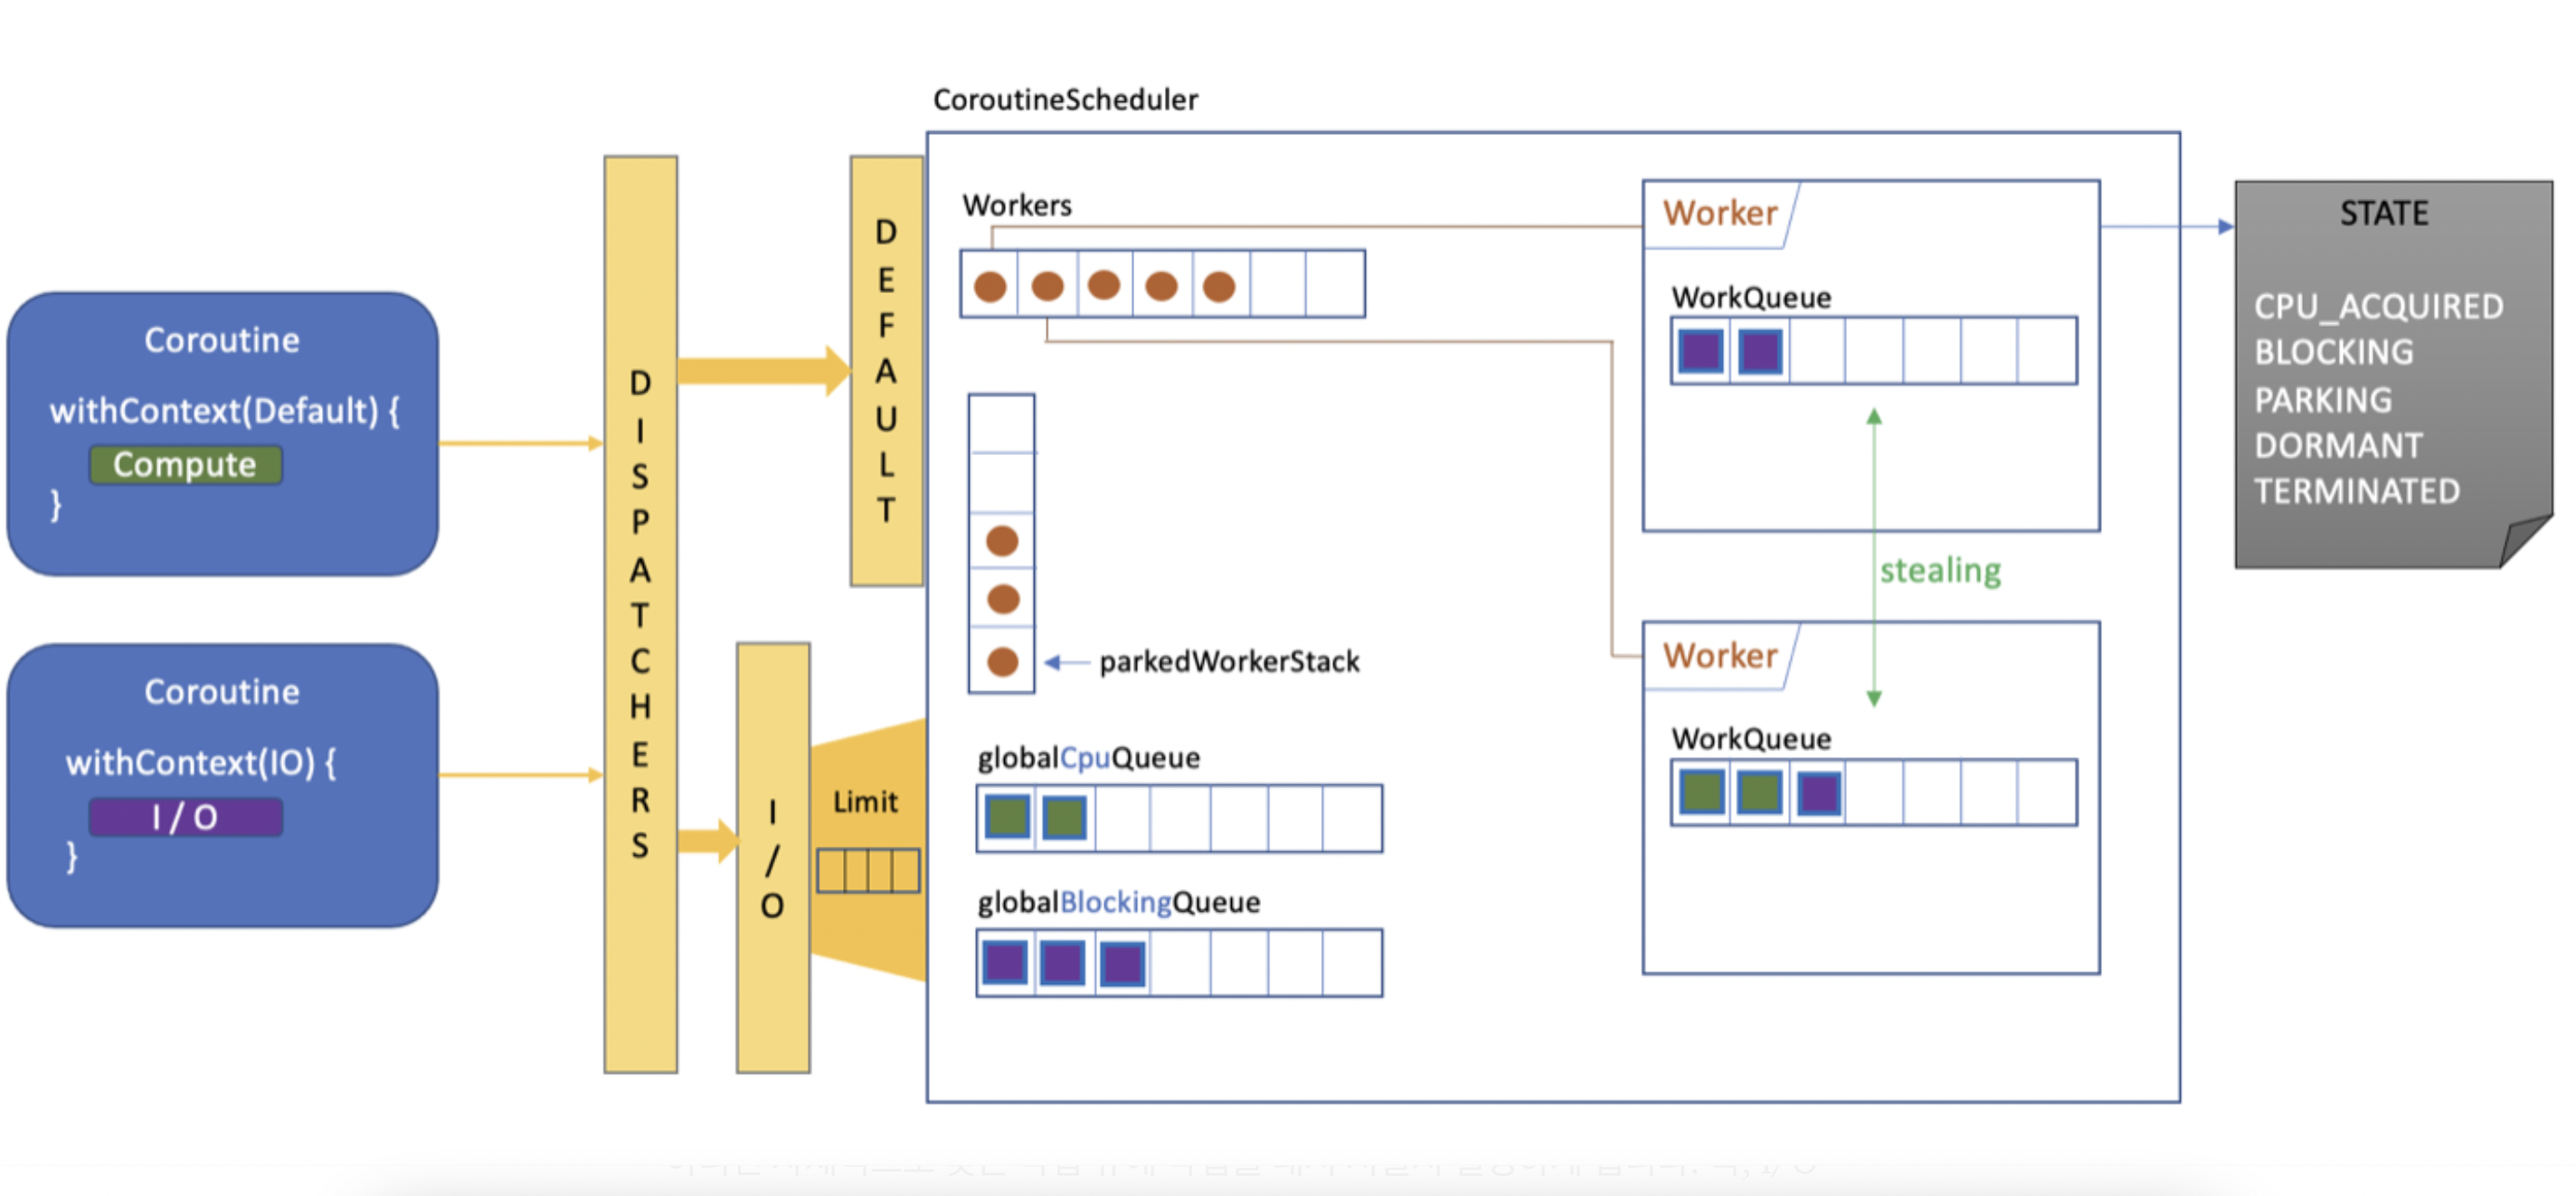 CoroutineScheduler
Coroutine
withContext(Default) {
Compute
}
Coroutine
withContext(IO) {
I / O
}
DISPATCHERS
DEFAULT
I/O
Limit
Workers
parkedWorkerStack
globalCpuQueue
globalBlockingQueue
Worker
WorkQueue
stealing
Worker
WorkQueue
STATE
CPU_ACQUIRED
BLOCKING
PARKING
DORMANT
TERMINATED